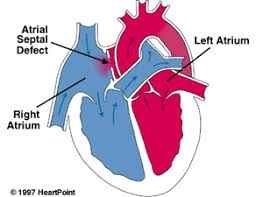 Atrial
Septal
Defect
Left Atrium
Right
Atrium
© 1997 HeartPoint